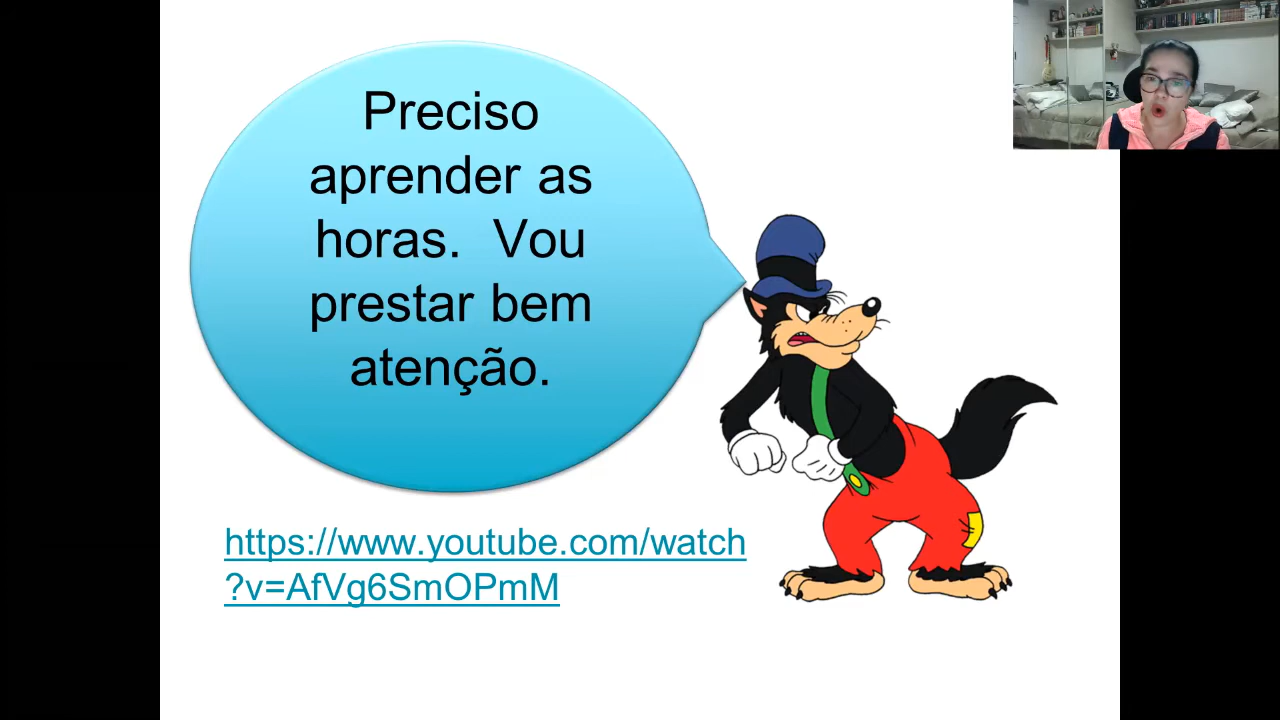 Preciso
aprender as
horas.  Vou
prestar bem
atenção.
https://www.youtube.com/watch
?v=AfVg6SmOPmM